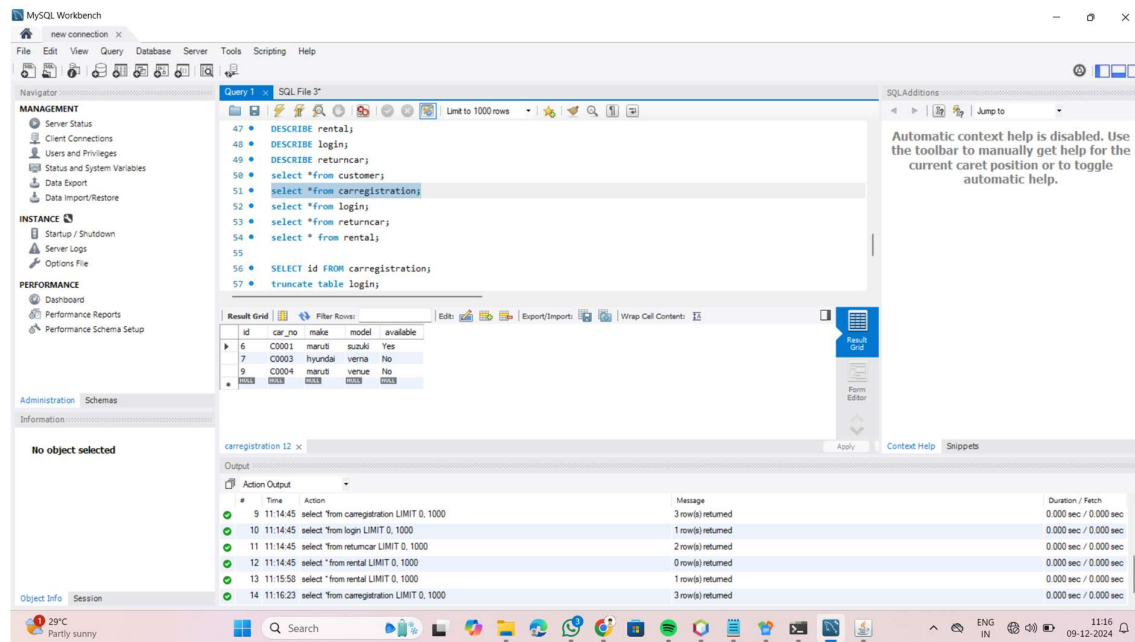 MySQL Workbench
new connection ×
File Edit View Query Database Server Tools Scripting Help
Navigator
MANAGEMENT
Server Status
Client Connections
Users and Privileges
Status and System Variables
Data Export
Data Import/Restore
INSTANCE
Startup / Shutdown
Server Logs
Options File
PERFORMANCE
Dashboard
Performance Reports
Performance Schema Setup
Administration Schemas
Information
No object selected
Object Info Session
Query 1 × SQL File 3*
Limit to 1000 rows
47 DESCRIBE rental;
48 DESCRIBE login;
49 DESCRIBE returncar;
50 select *from customer;
51 select *from carregistration;
52 select *from login;
53 select *from returncar;
54 select * from rental;
55
56 SELECT id FROM carregistration;
57 truncate table login;
Result Grid Filter Rows: Edit: Export/Import: Wrap Cell Content:
id car_no make model available
6 C0001 maruti suzuki Yes
7 C0003 hyundai verna No
9 C0004 maruti venue No
NULL NULL NULL NULL NULL
Result Grid
Form Editor
carregistration 12 × Apply
SQLAdditions
Jump to
Automatic context help is disabled. Use
the toolbar to manually get help for the
current caret position or to toggle
automatic help.
Context Help Snippets
Output
Action Output
# Time Action Message Duration / Fetch
9 11:14:45 select *from carregistration LIMIT 0, 1000 3 row(s) returned 0.000 sec / 0.000 sec
10 11:14:45 select *from login LIMIT 0, 1000 1 row(s) returned 0.000 sec / 0.000 sec
11 11:14:45 select *from returncar LIMIT 0, 1000 2 row(s) returned 0.000 sec / 0.000 sec
12 11:14:45 select * from rental LIMIT 0, 1000 0 row(s) returned 0.000 sec / 0.000 sec
13 11:15:58 select * from rental LIMIT 0, 1000 1 row(s) returned 0.000 sec / 0.000 sec
14 11:16:23 select *from carregistration LIMIT 0, 1000 3 row(s) returned 0.000 sec / 0.000 sec
1
29°C
Partly sunny
Search
3
ENG
IN
11:16
09-12-2024